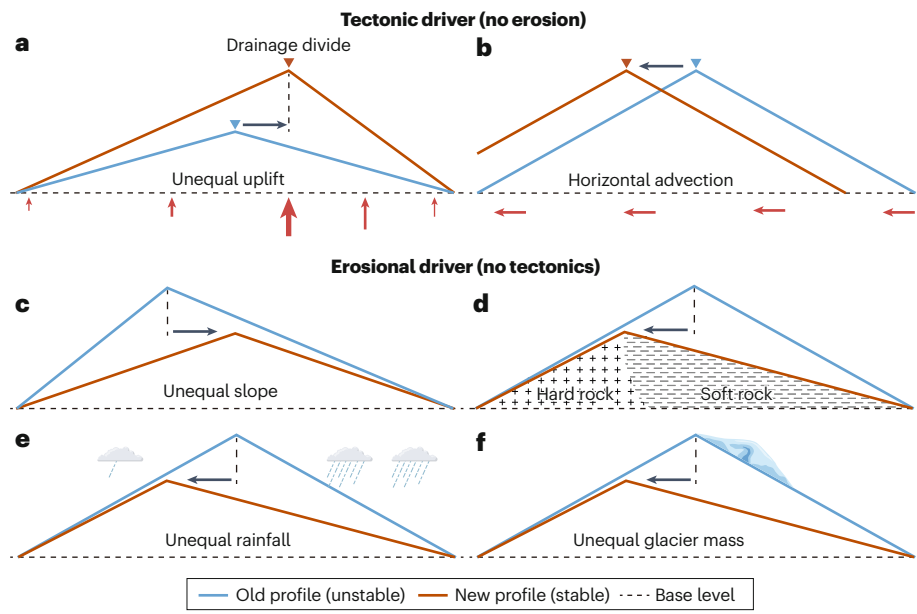 Tectonic driver (no erosion)
a
b
Drainage divide
Unequal uplift
Horizontal advection
Erosional driver (no tectonics)
c
d
Unequal slope
Hard rock
Soft rock
e
f
Unequal rainfall
Unequal glacier mass
Old profile (unstable)
New profile (stable)
Base level